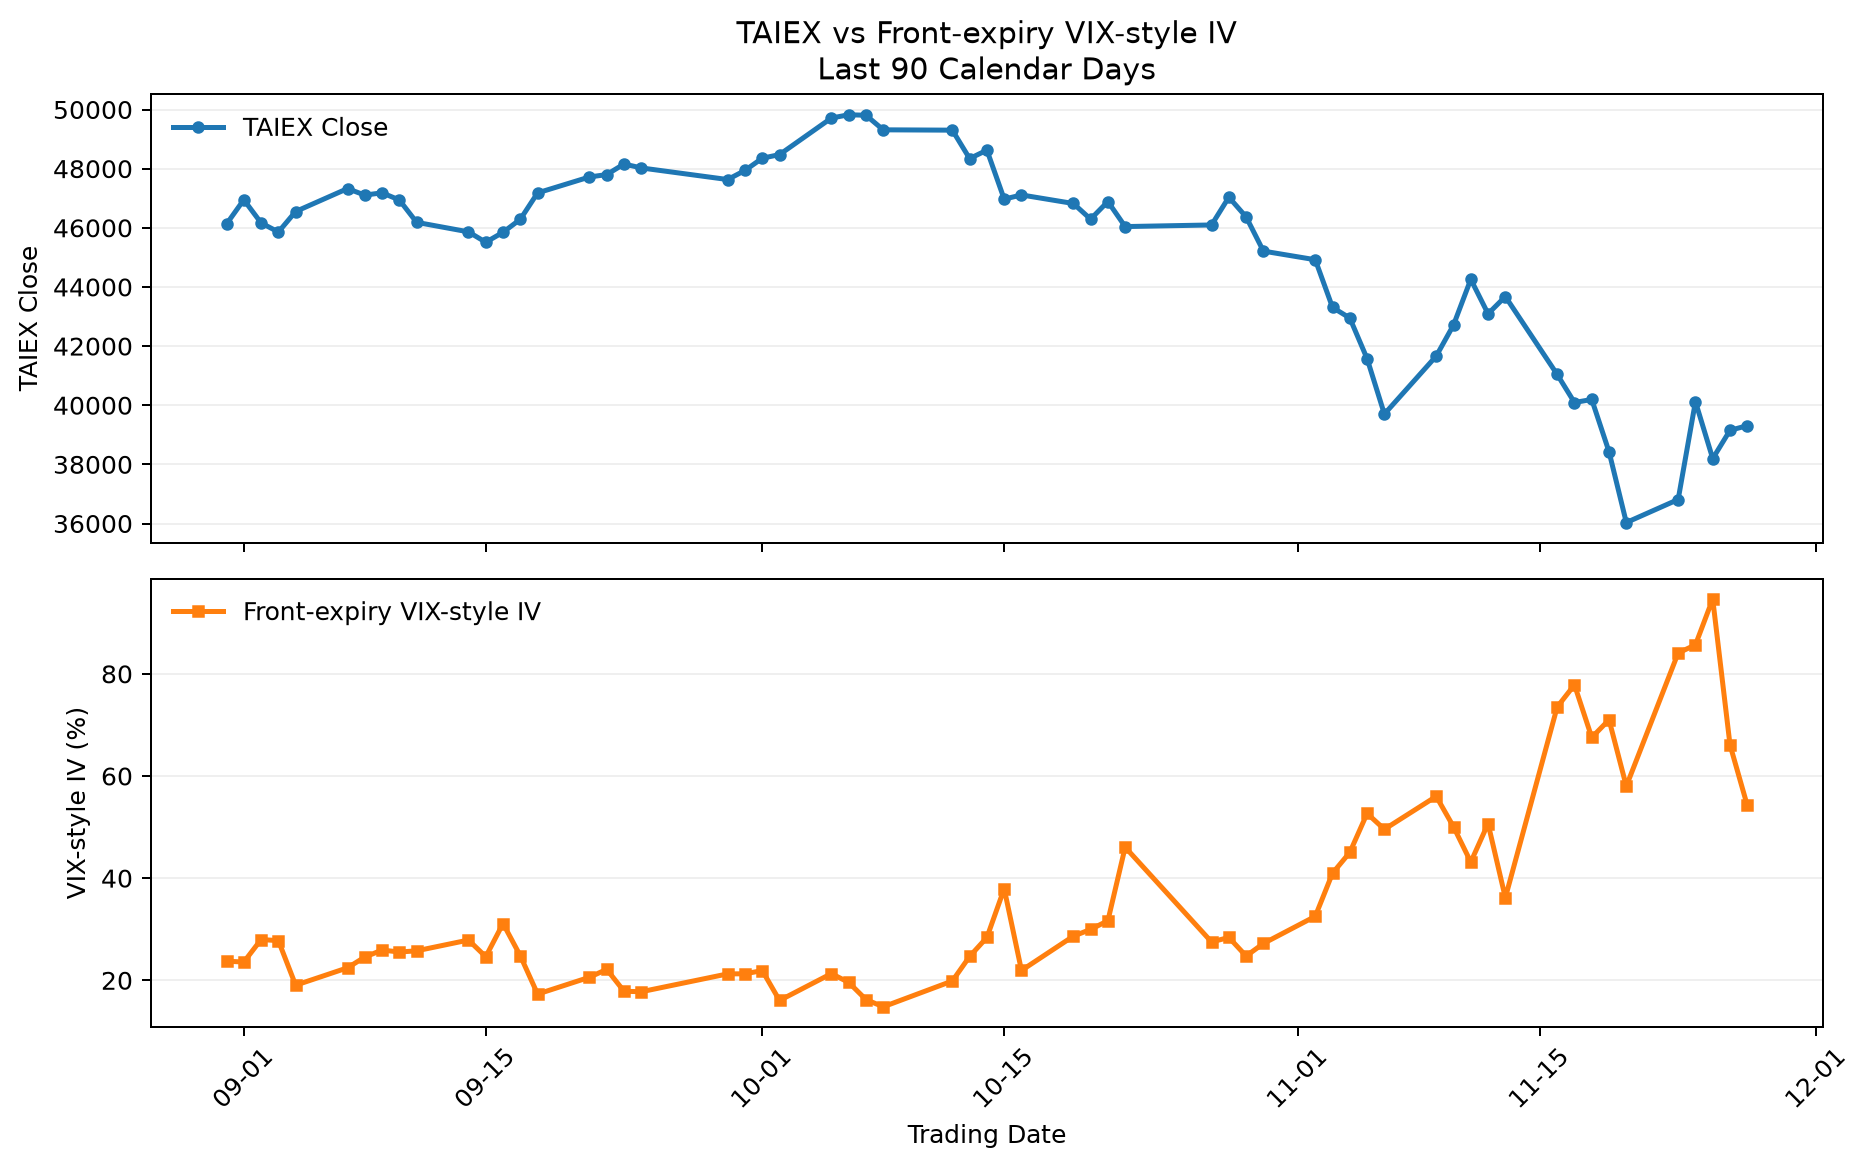 TAIEX vs Front-expiry VIX-style IV
Last 90 Calendar Days
TAIEX Close
50000
48000
46000
44000
42000
40000
38000
36000
TAIEX Close
Front-expiry VIX-style IV
80
60
40
20
VIX-style IV (%)
09-01
09-15
10-01
10-15
11-01
11-15
12-01
Trading Date